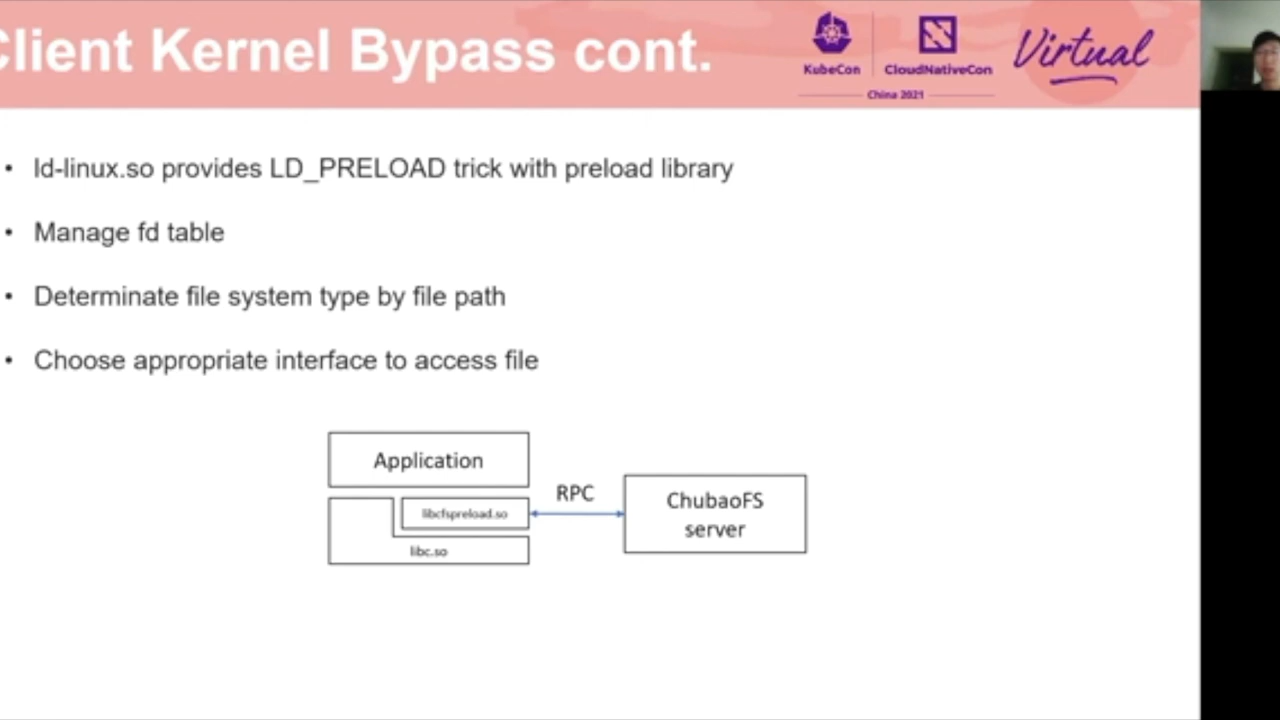 Client Kernel Bypass cont.
KubeCon
CloudNativeCon
Virtual
China 2021
• ld-linux.so provides LD_PRELOAD trick with preload library
• Manage fd table
• Determinate file system type by file path
• Choose appropriate interface to access file
Application
libcfspreload.so
libc.so
RPC
ChubaoFS
server